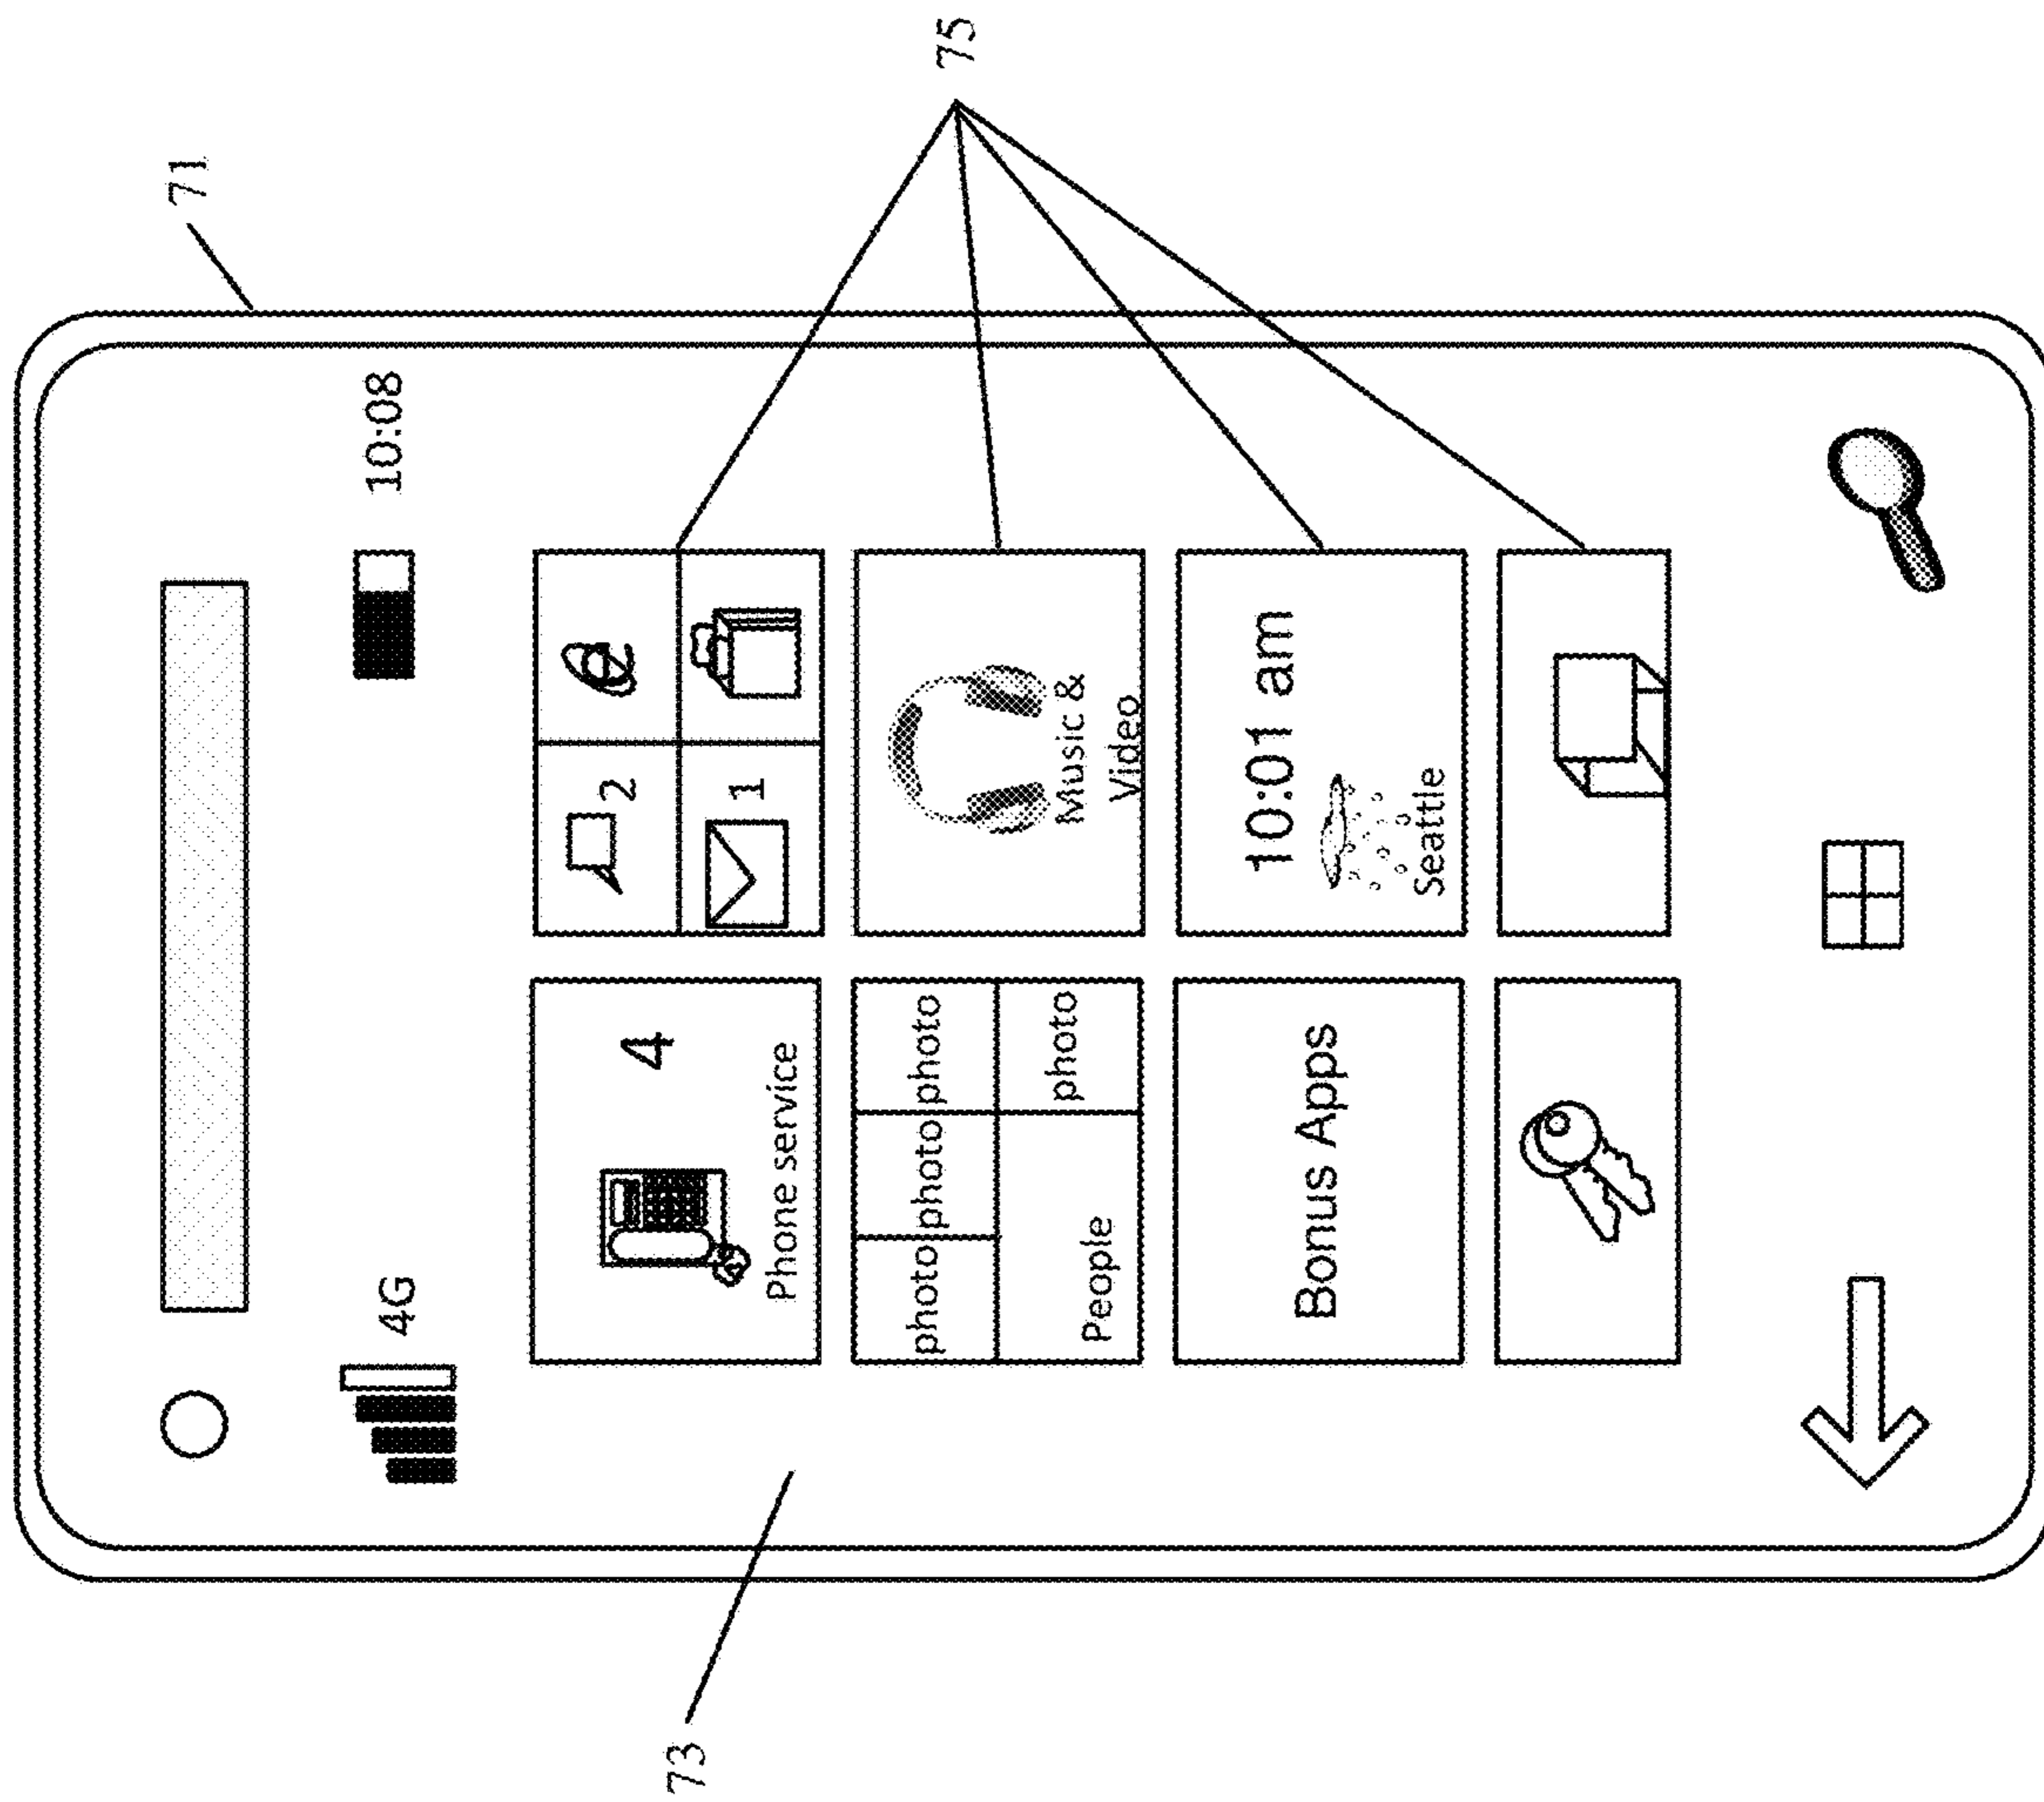 71
4G
10:08
4
Phone service
2
1
75
photo
photo
photo
People
photo
Music &
Video
73
Bonus Apps
10:01 am
Seattle